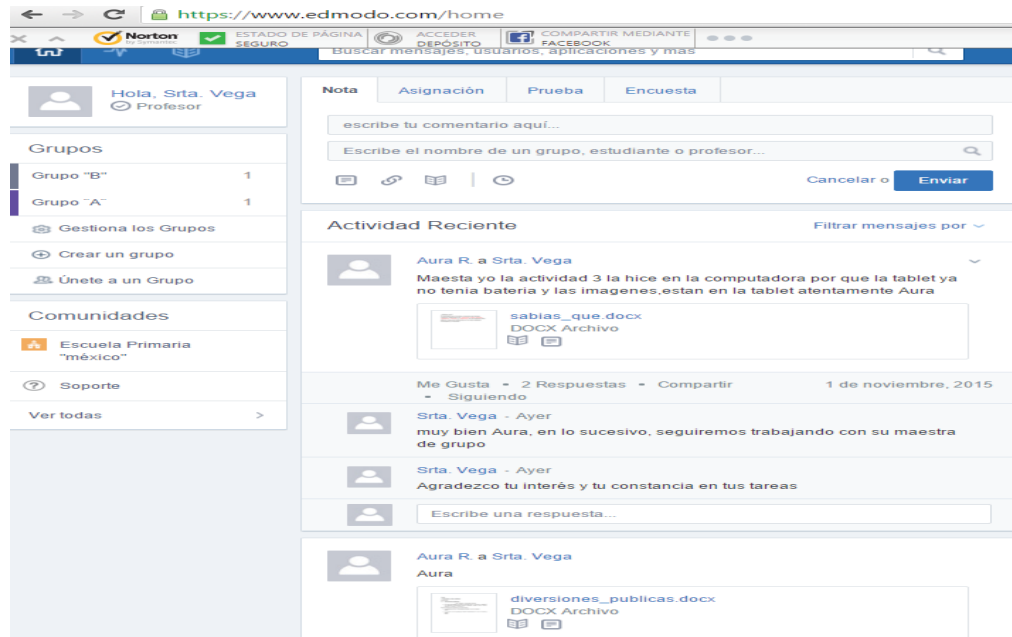 https://www.edmodo.com/home
Norton
by Symantec
ESTADO DE PÁGINA
SEGURO
ACCEDER
DEPÓSITO
COMPARTIR MEDIANTE
FACEBOOK
Buscar mensajes, usuarios, aplicaciones y más
Hola, Srta. Vega
Profesor
Grupos
Grupo "B" 1
Grupo ¨A¨ 1
Gestiona los Grupos
Crear un grupo
Únete a un Grupo
Comunidades
Escuela Primaria
"méxico"
Soporte
Ver todas >
Nota Asignación Prueba Encuesta
escribe tu comentario aquí...
Escribe el nombre de un grupo, estudiante o profesor...
Cancelar o Enviar
Actividad Reciente Filtrar mensajes por
Aura R. a Srta. Vega
Maesta yo la actividad 3 la hice en la computadora por que la tablet ya
no tenia bateria y las imagenes,estan en la tablet atentamente Aura
sabias_que.docx
DOCX Archivo
Me Gusta • 2 Respuestas • Compartir 1 de noviembre, 2015
• Siguiendo
Srta. Vega - Ayer
muy bien Aura, en lo sucesivo, seguiremos trabajando con su maestra
de grupo
Srta. Vega - Ayer
Agradezco tu interés y tu constancia en tus tareas
Escribe una respuesta...
Aura R. a Srta. Vega
Aura
diversiones_publicas.docx
DOCX Archivo